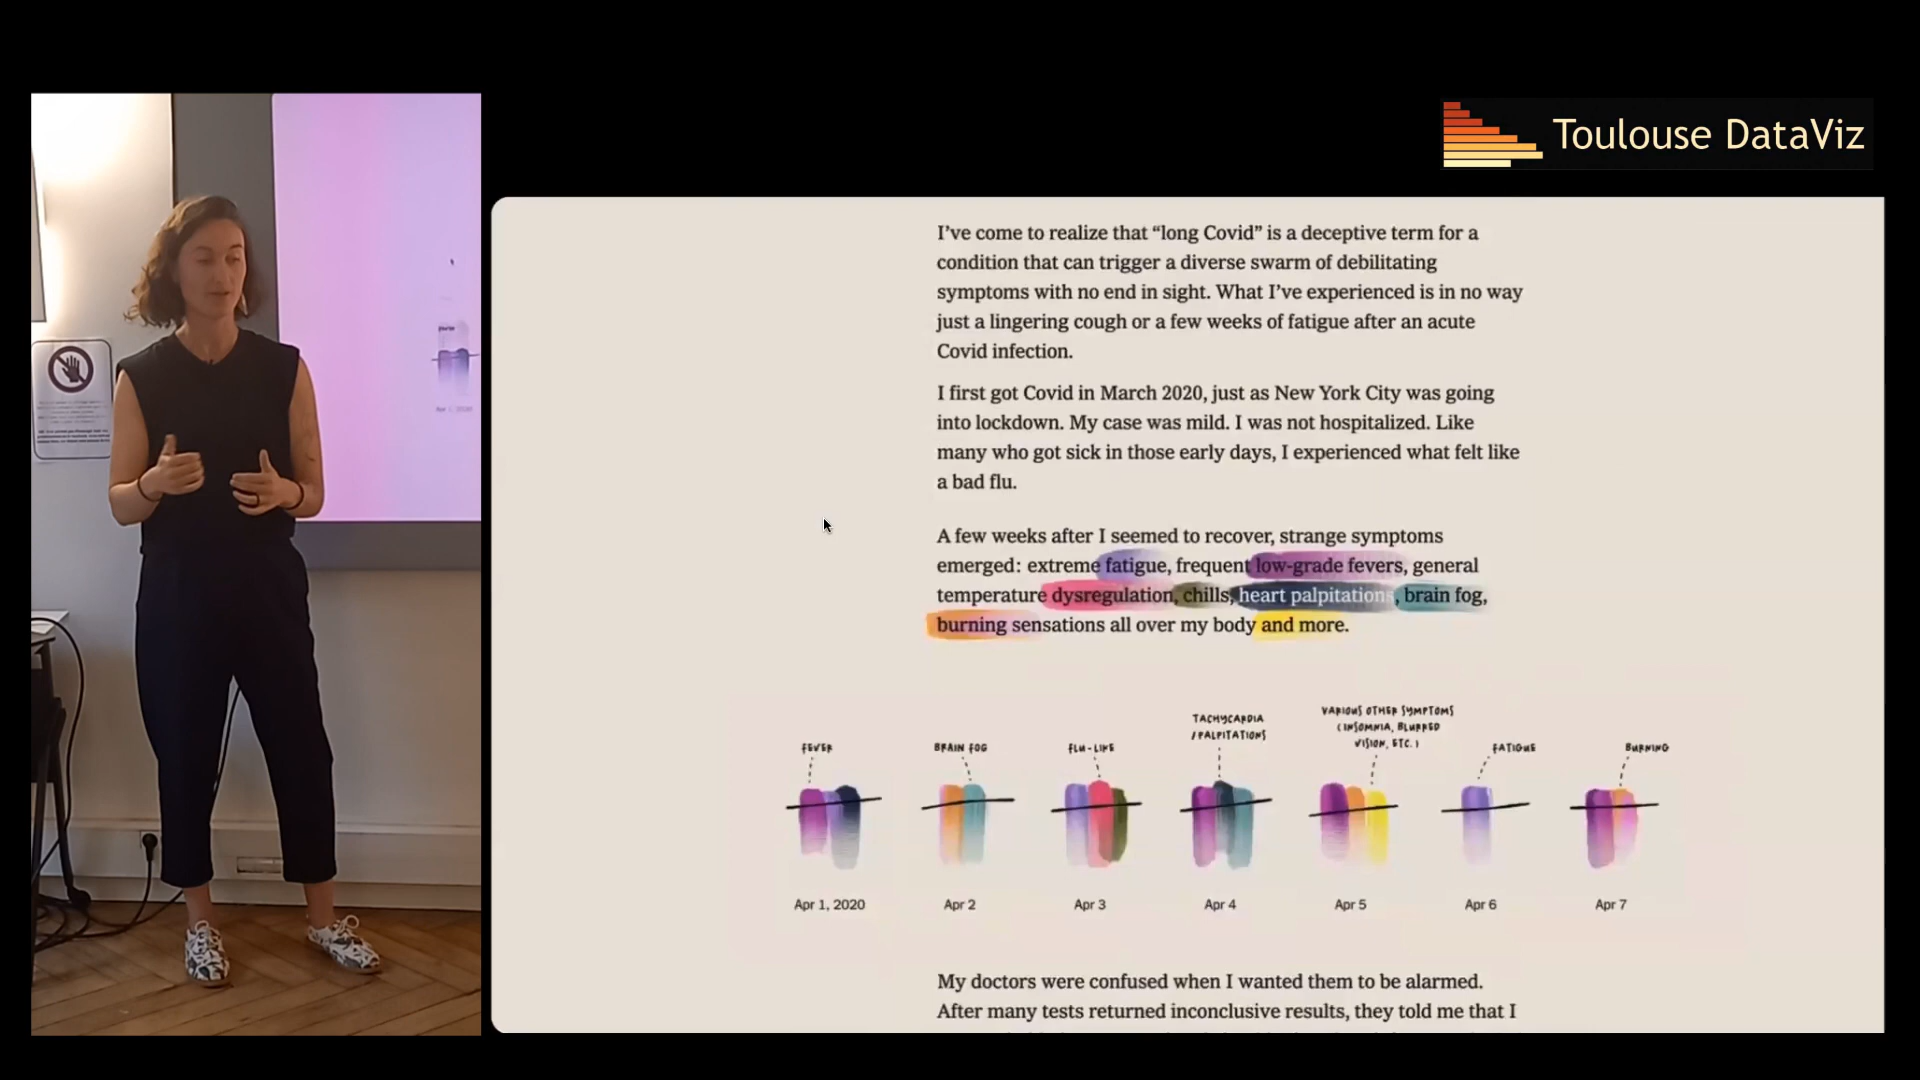 Toulouse DataViz
I’ve come to realize that “long Covid” is a deceptive term for a
condition that can trigger a diverse swarm of debilitating
symptoms with no end in sight. What I’ve experienced is in no way
just a lingering cough or a few weeks of fatigue after an acute
Covid infection.
I first got Covid in March 2020, just as New York City was going
into lockdown. My case was mild. I was not hospitalized. Like
many who got sick in those early days, I experienced what felt like
a bad flu.
A few weeks after I seemed to recover, strange symptoms
emerged: extreme fatigue, frequent low-grade fevers, general
temperature dysregulation, chills, heart palpitations, brain fog,
burning sensations all over my body and more.
FEVER
BRAIN FOG
FLU-LIKE
TACHYCARDIA
/PALPITATIONS
VARIOUS OTHER SYMPTOMS
(INSOMNIA, BLURRED
VISION, ETC.)
FATIGUE
BURNING
Apr 1, 2020
Apr 2
Apr 3
Apr 4
Apr 5
Apr 6
Apr 7
My doctors were confused when I wanted them to be alarmed.
After many tests returned inconclusive results, they told me that I